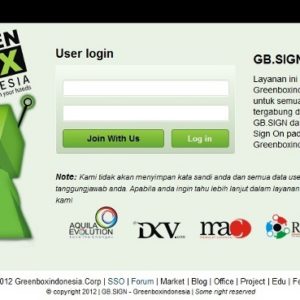 EEN
BOX
NESIA
n your hands
User login
Join With Us
Log in
GB.SIGN
Layanan ini
Greenboxindones
untuk semua
tergabung d
GB.SIGN da
Sign On pad
Greenboxind
Note: Kami tidak akan menyimpan kata sandi anda dan semua data use
tanggungjawab anda. Apabila anda ingin tahu lebih lanjut dalam layanan
kami
AQUILA
EVOLUTION
DXV.
mac
R
2012 Greenboxindonesia.Corp | SSO | Forum | Market | Blog | Office | Project | Edu | F
© copyright 2012 | GB.SIGN - Greenboxindonesia | Some right reserved